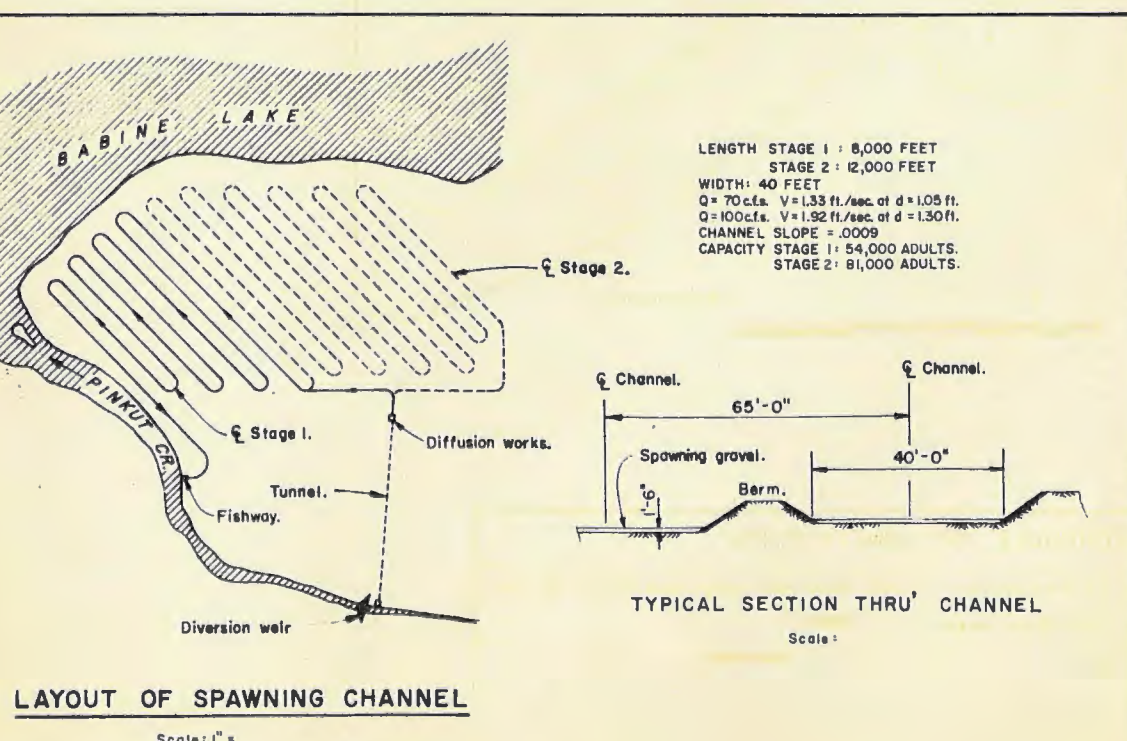 BABINE LAKE
LENGTH STAGE 1 : 8,000 FEET
STAGE 2 : 12,000 FEET
WIDTH: 40 FEET
Q = 70 c.f.s. V = 1.33 ft./sec. at d = 1.05 ft.
Q = 100 c.f.s. V = 1.92 ft./sec. at d = 1.30 ft.
CHANNEL SLOPE = .0009
CAPACITY STAGE 1: 54,000 ADULTS.
STAGE 2: 81,000 ADULTS.
℄ Stage 2.
PINKUT CR.
℄ Stage 1.
Diffusion works.
Tunnel.
Fishway.
Diversion weir
LAYOUT OF SPAWNING CHANNEL
Scale: 1" =
℄ Channel.
℄ Channel.
65'-0"
Spawning gravel.
40'-0"
Berm.
1'-6"
TYPICAL SECTION THRU' CHANNEL
Scale: